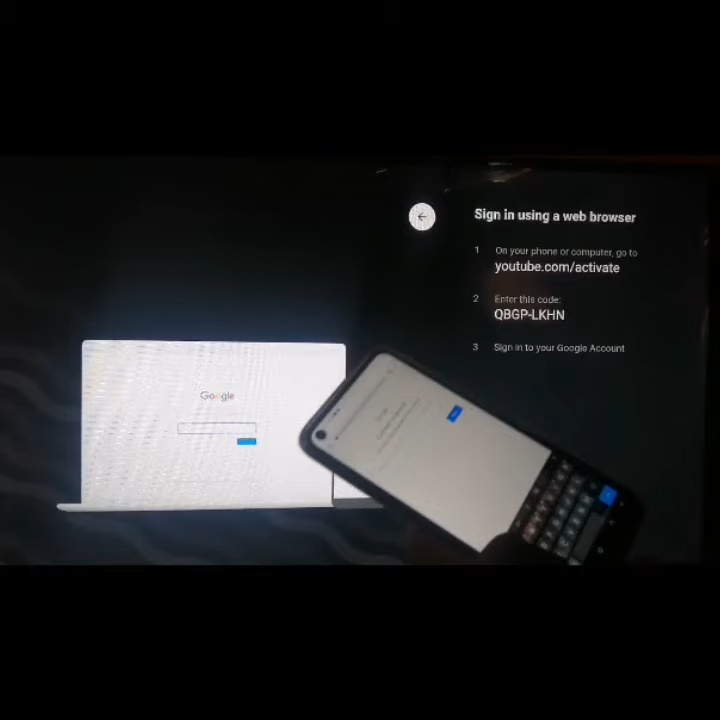 Sign in using a web browser
1 On your phone or computer, go to
youtube.com/activate
2 Enter this code:
QBGP-LKHN
3 Sign in to your Google Account
Google